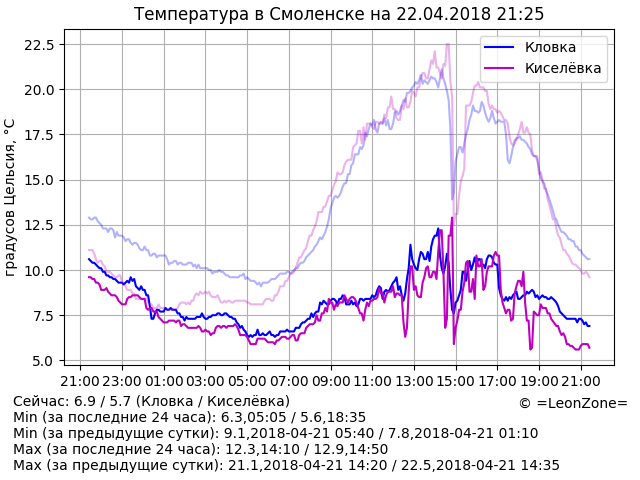 Температура в Смоленске на 22.04.2018 21:25
Кловка
Киселёвка
градусов Цельсия, °C
22.5
20.0
17.5
15.0
12.5
10.0
7.5
5.0
21:00 23:00 01:00 03:00 05:00 07:00 09:00 11:00 13:00 15:00 17:00 19:00 21:00
Сейчас: 6.9 / 5.7 (Кловка / Киселёвка)
© =LeonZone=
Min (за последние 24 часа): 6.3,05:05 / 5.6,18:35
Min (за предыдущие сутки): 9.1,2018-04-21 05:40 / 7.8,2018-04-21 01:10
Max (за последние 24 часа): 12.3,14:10 / 12.9,14:50
Max (за предыдущие сутки): 21.1,2018-04-21 14:20 / 22.5,2018-04-21 14:35